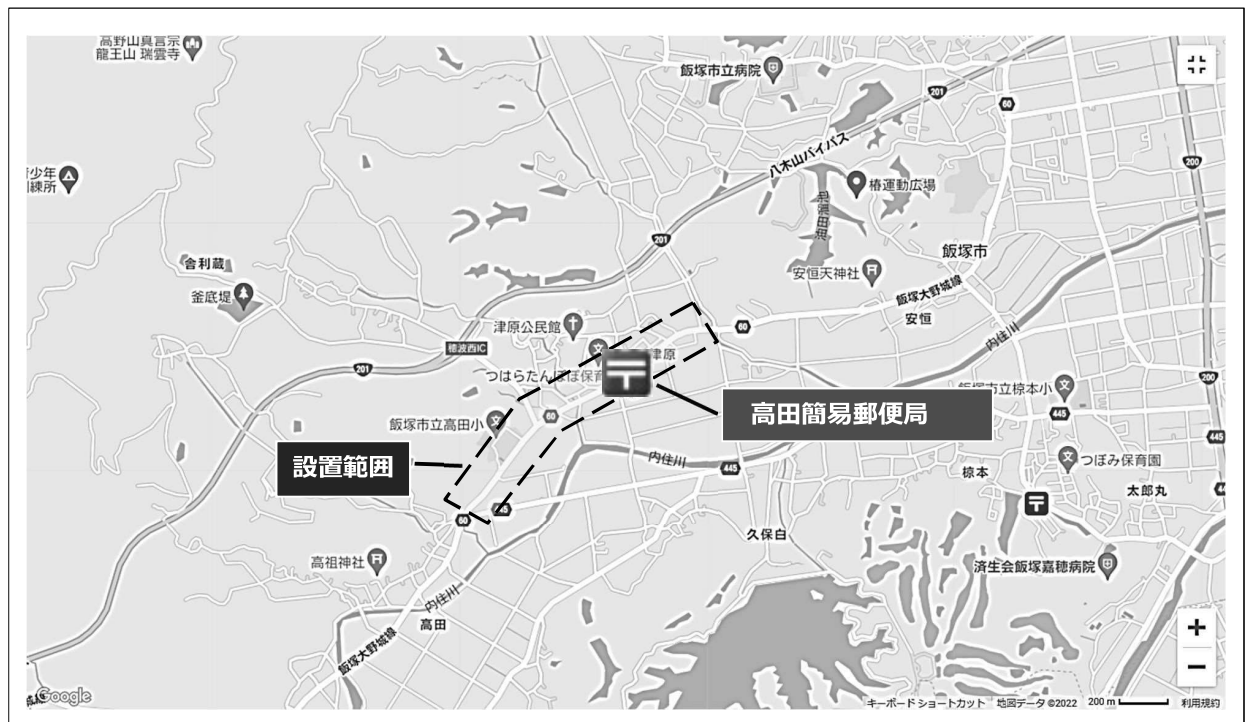 高野山真言宗
龍王山 瑞雲寺
飯塚市立病院
201
60
八木山バイパス
200
少年
練所
椿運動広場
201
飯塚市
舎利蔵
安恒天神社
釜底堤
飯塚大野城線
安恒
津原公民館
60
内住川
穂波西IC
津原
201
つはらたんぽぽ保育
飯塚市立椋本小
高田簡易郵便局
60
445
445
飯塚市立高田小
設置範囲
内住川
445
つぼみ保育園
椋本
太郎丸
60
久保白
高祖神社
済生会飯塚嘉穂病院
内住川
高田
飯塚大野城線
+
−
Google
キーボード ショートカット
地図データ ©2022
200 m
利用規約